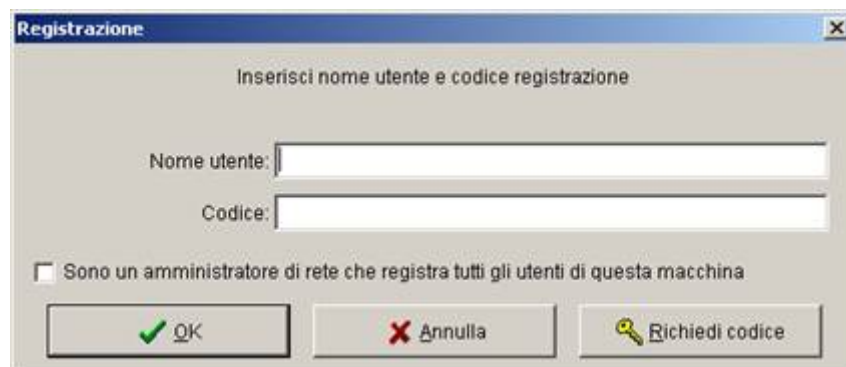 Registrazione
Inserisci nome utente e codice registrazione
Nome utente:
Codice:
Sono un amministratore di rete che registra tutti gli utenti di questa macchina
OK Annulla Richiedi codice